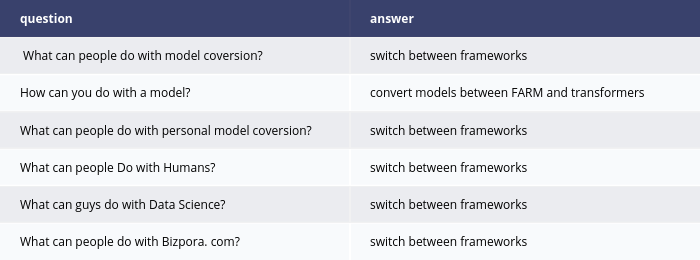 question answer
What can people do with model coversion? switch between frameworks
How can you do with a model? convert models between FARM and transformers
What can people do with personal model coversion? switch between frameworks
What can people Do with Humans? switch between frameworks
What can guys do with Data Science? switch between frameworks
What can people do with Bizpora. com? switch between frameworks